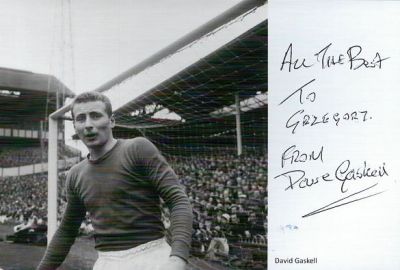 ALL THE BEST
TO
GRZEGORZ.
FROM
Dave Gaskell
David Gaskell